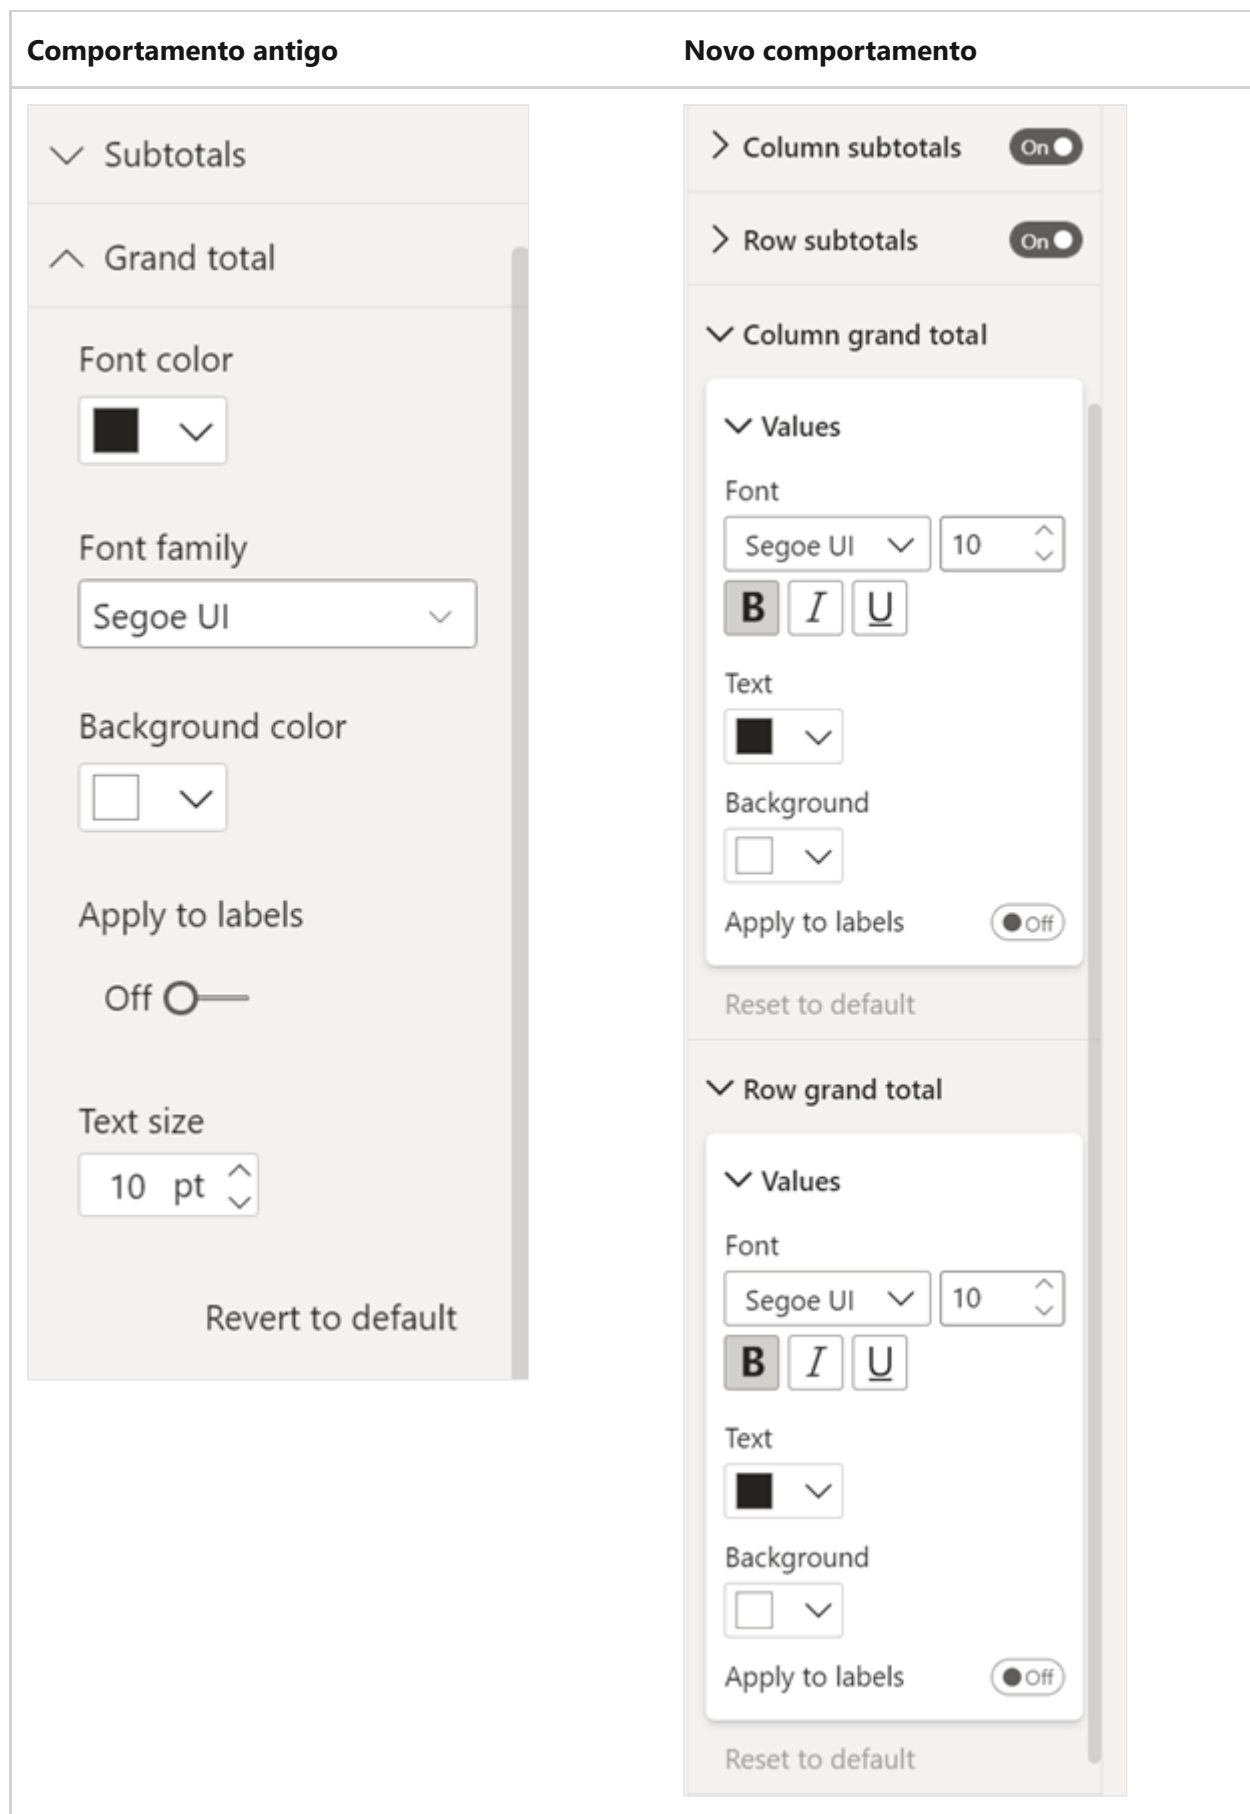 Comportamento antigo
Novo comportamento
Subtotals
Grand total
Font color
Font family
Segoe UI
Background color
Apply to labels
Off
Text size
10 pt
Revert to default
Column subtotals On
Row subtotals On
Column grand total
Values
Font
Segoe UI 10
B I U
Text
Background
Apply to labels Off
Reset to default
Row grand total
Values
Font
Segoe UI 10
B I U
Text
Background
Apply to labels Off
Reset to default